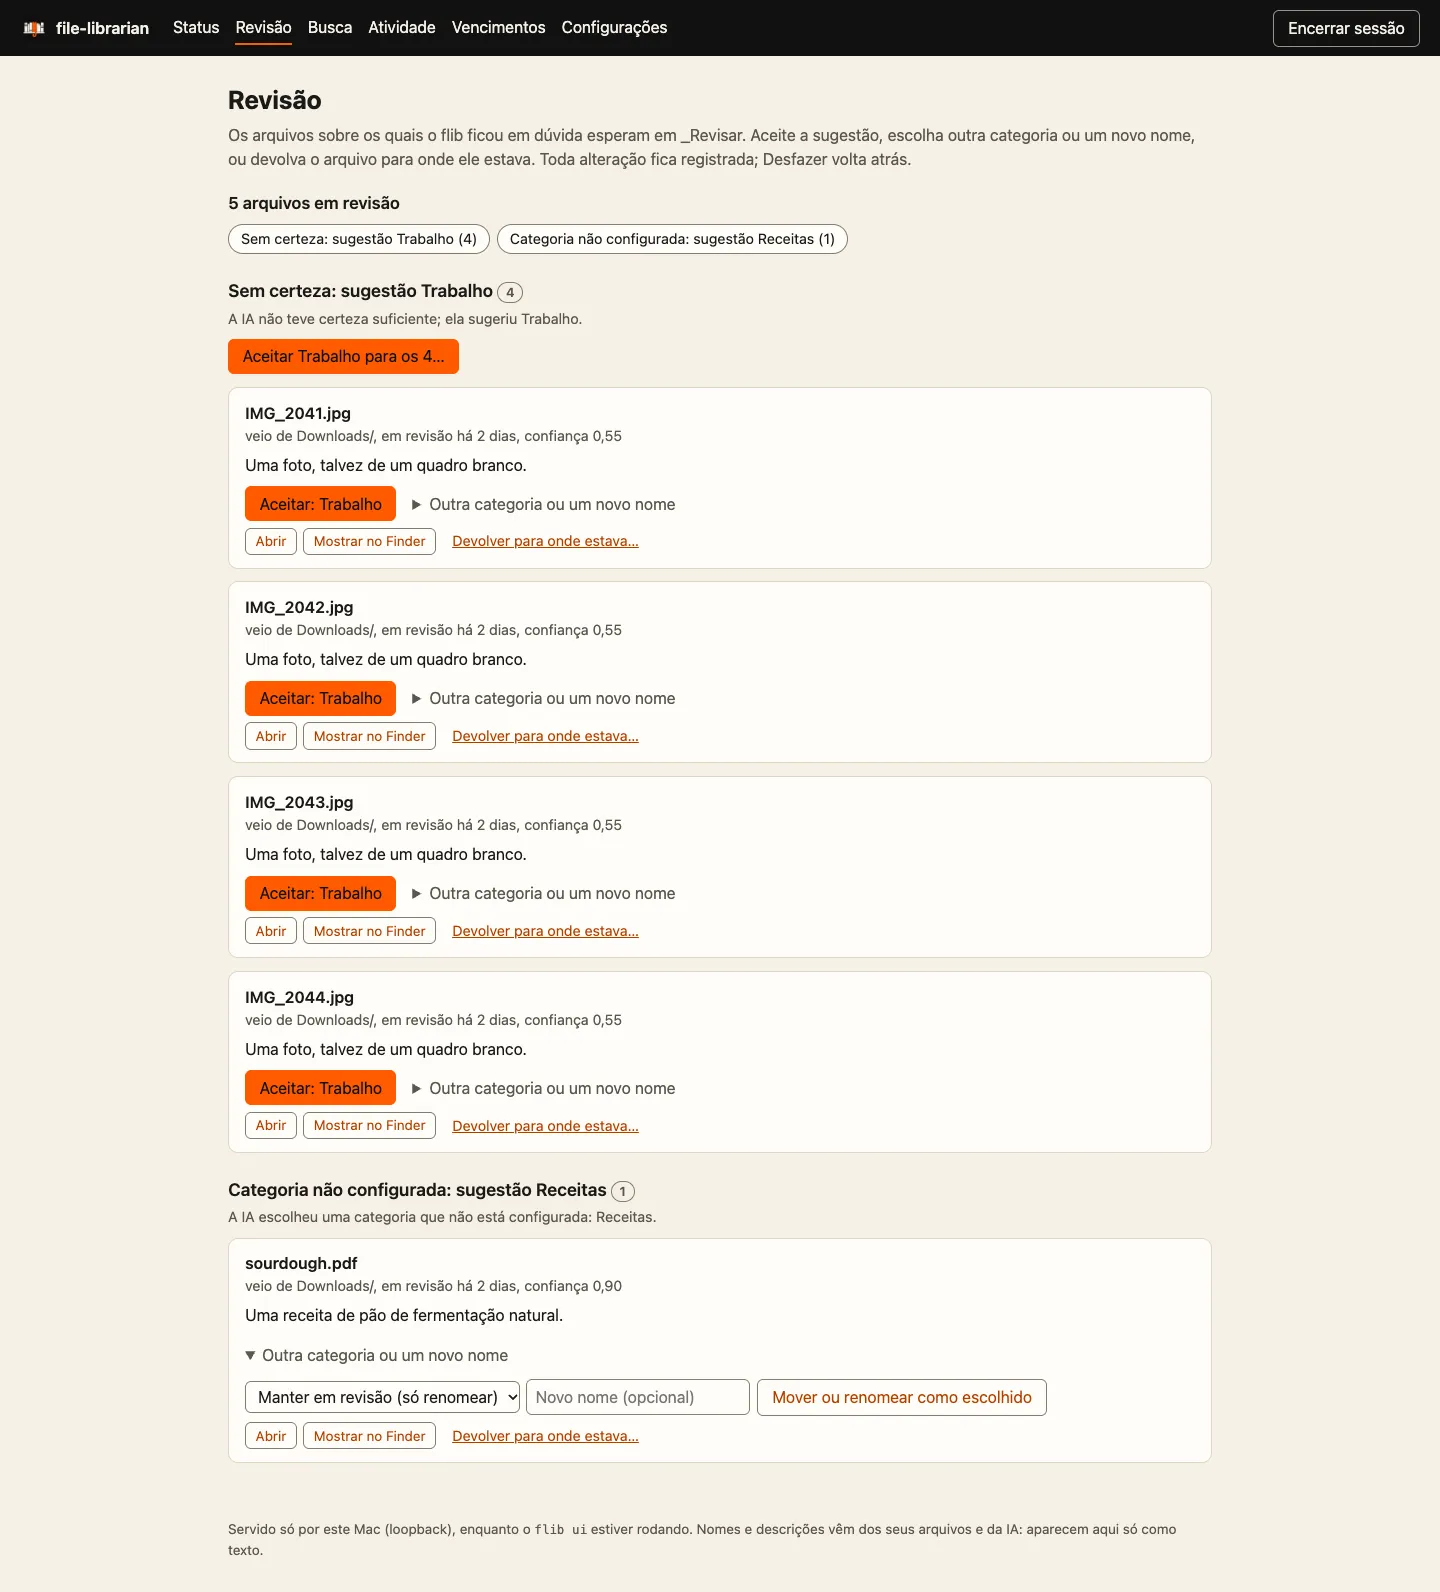 file-librarian Status Revisão Busca Atividade Vencimentos Configurações Encerrar sessão
Revisão
Os arquivos sobre os quais o flib ficou em dúvida esperam em _Revisar. Aceite a sugestão, escolha outra categoria ou um novo nome,
ou devolva o arquivo para onde ele estava. Toda alteração fica registrada; Desfazer volta atrás.
5 arquivos em revisão
Sem certeza: sugestão Trabalho (4) Categoria não configurada: sugestão Receitas (1)
Sem certeza: sugestão Trabalho 4
A IA não teve certeza suficiente; ela sugeriu Trabalho.
Aceitar Trabalho para os 4...
IMG_2041.jpg
veio de Downloads/, em revisão há 2 dias, confiança 0,55
Uma foto, talvez de um quadro branco.
Aceitar: Trabalho ▶ Outra categoria ou um novo nome
Abrir Mostrar no Finder Devolver para onde estava...
IMG_2042.jpg
veio de Downloads/, em revisão há 2 dias, confiança 0,55
Uma foto, talvez de um quadro branco.
Aceitar: Trabalho ▶ Outra categoria ou um novo nome
Abrir Mostrar no Finder Devolver para onde estava...
IMG_2043.jpg
veio de Downloads/, em revisão há 2 dias, confiança 0,55
Uma foto, talvez de um quadro branco.
Aceitar: Trabalho ▶ Outra categoria ou um novo nome
Abrir Mostrar no Finder Devolver para onde estava...
IMG_2044.jpg
veio de Downloads/, em revisão há 2 dias, confiança 0,55
Uma foto, talvez de um quadro branco.
Aceitar: Trabalho ▶ Outra categoria ou um novo nome
Abrir Mostrar no Finder Devolver para onde estava...
Categoria não configurada: sugestão Receitas 1
A IA escolheu uma categoria que não está configurada: Receitas.
sourdough.pdf
veio de Downloads/, em revisão há 2 dias, confiança 0,90
Uma receita de pão de fermentação natural.
▼ Outra categoria ou um novo nome
Manter em revisão (só renomear) Novo nome (opcional) Mover ou renomear como escolhido
Abrir Mostrar no Finder Devolver para onde estava...
Servido só por este Mac (loopback), enquanto o flib ui estiver rodando. Nomes e descrições vêm dos seus arquivos e da IA: aparecem aqui só como
texto.